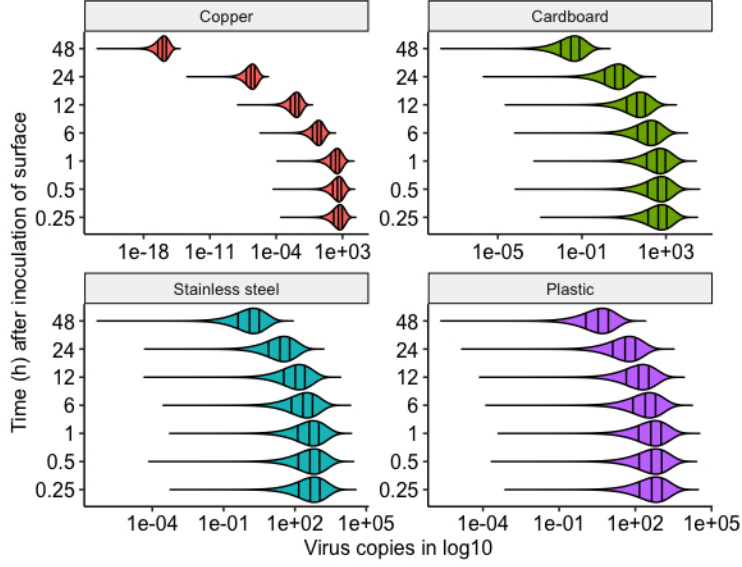 Copper
Cardboard
48
24
12
6
1
0.5
0.25
48
24
12
6
1
0.5
0.25
1e-18 1e-11 1e-04 1e+03
1e-05 1e-01 1e+03
Stainless steel
Plastic
48
24
12
6
1
0.5
0.25
48
24
12
6
1
0.5
0.25
1e-04 1e-01 1e+02 1e+05
1e-04 1e-01 1e+02 1e+05
Time (h) after inoculation of surface
Virus copies in log10